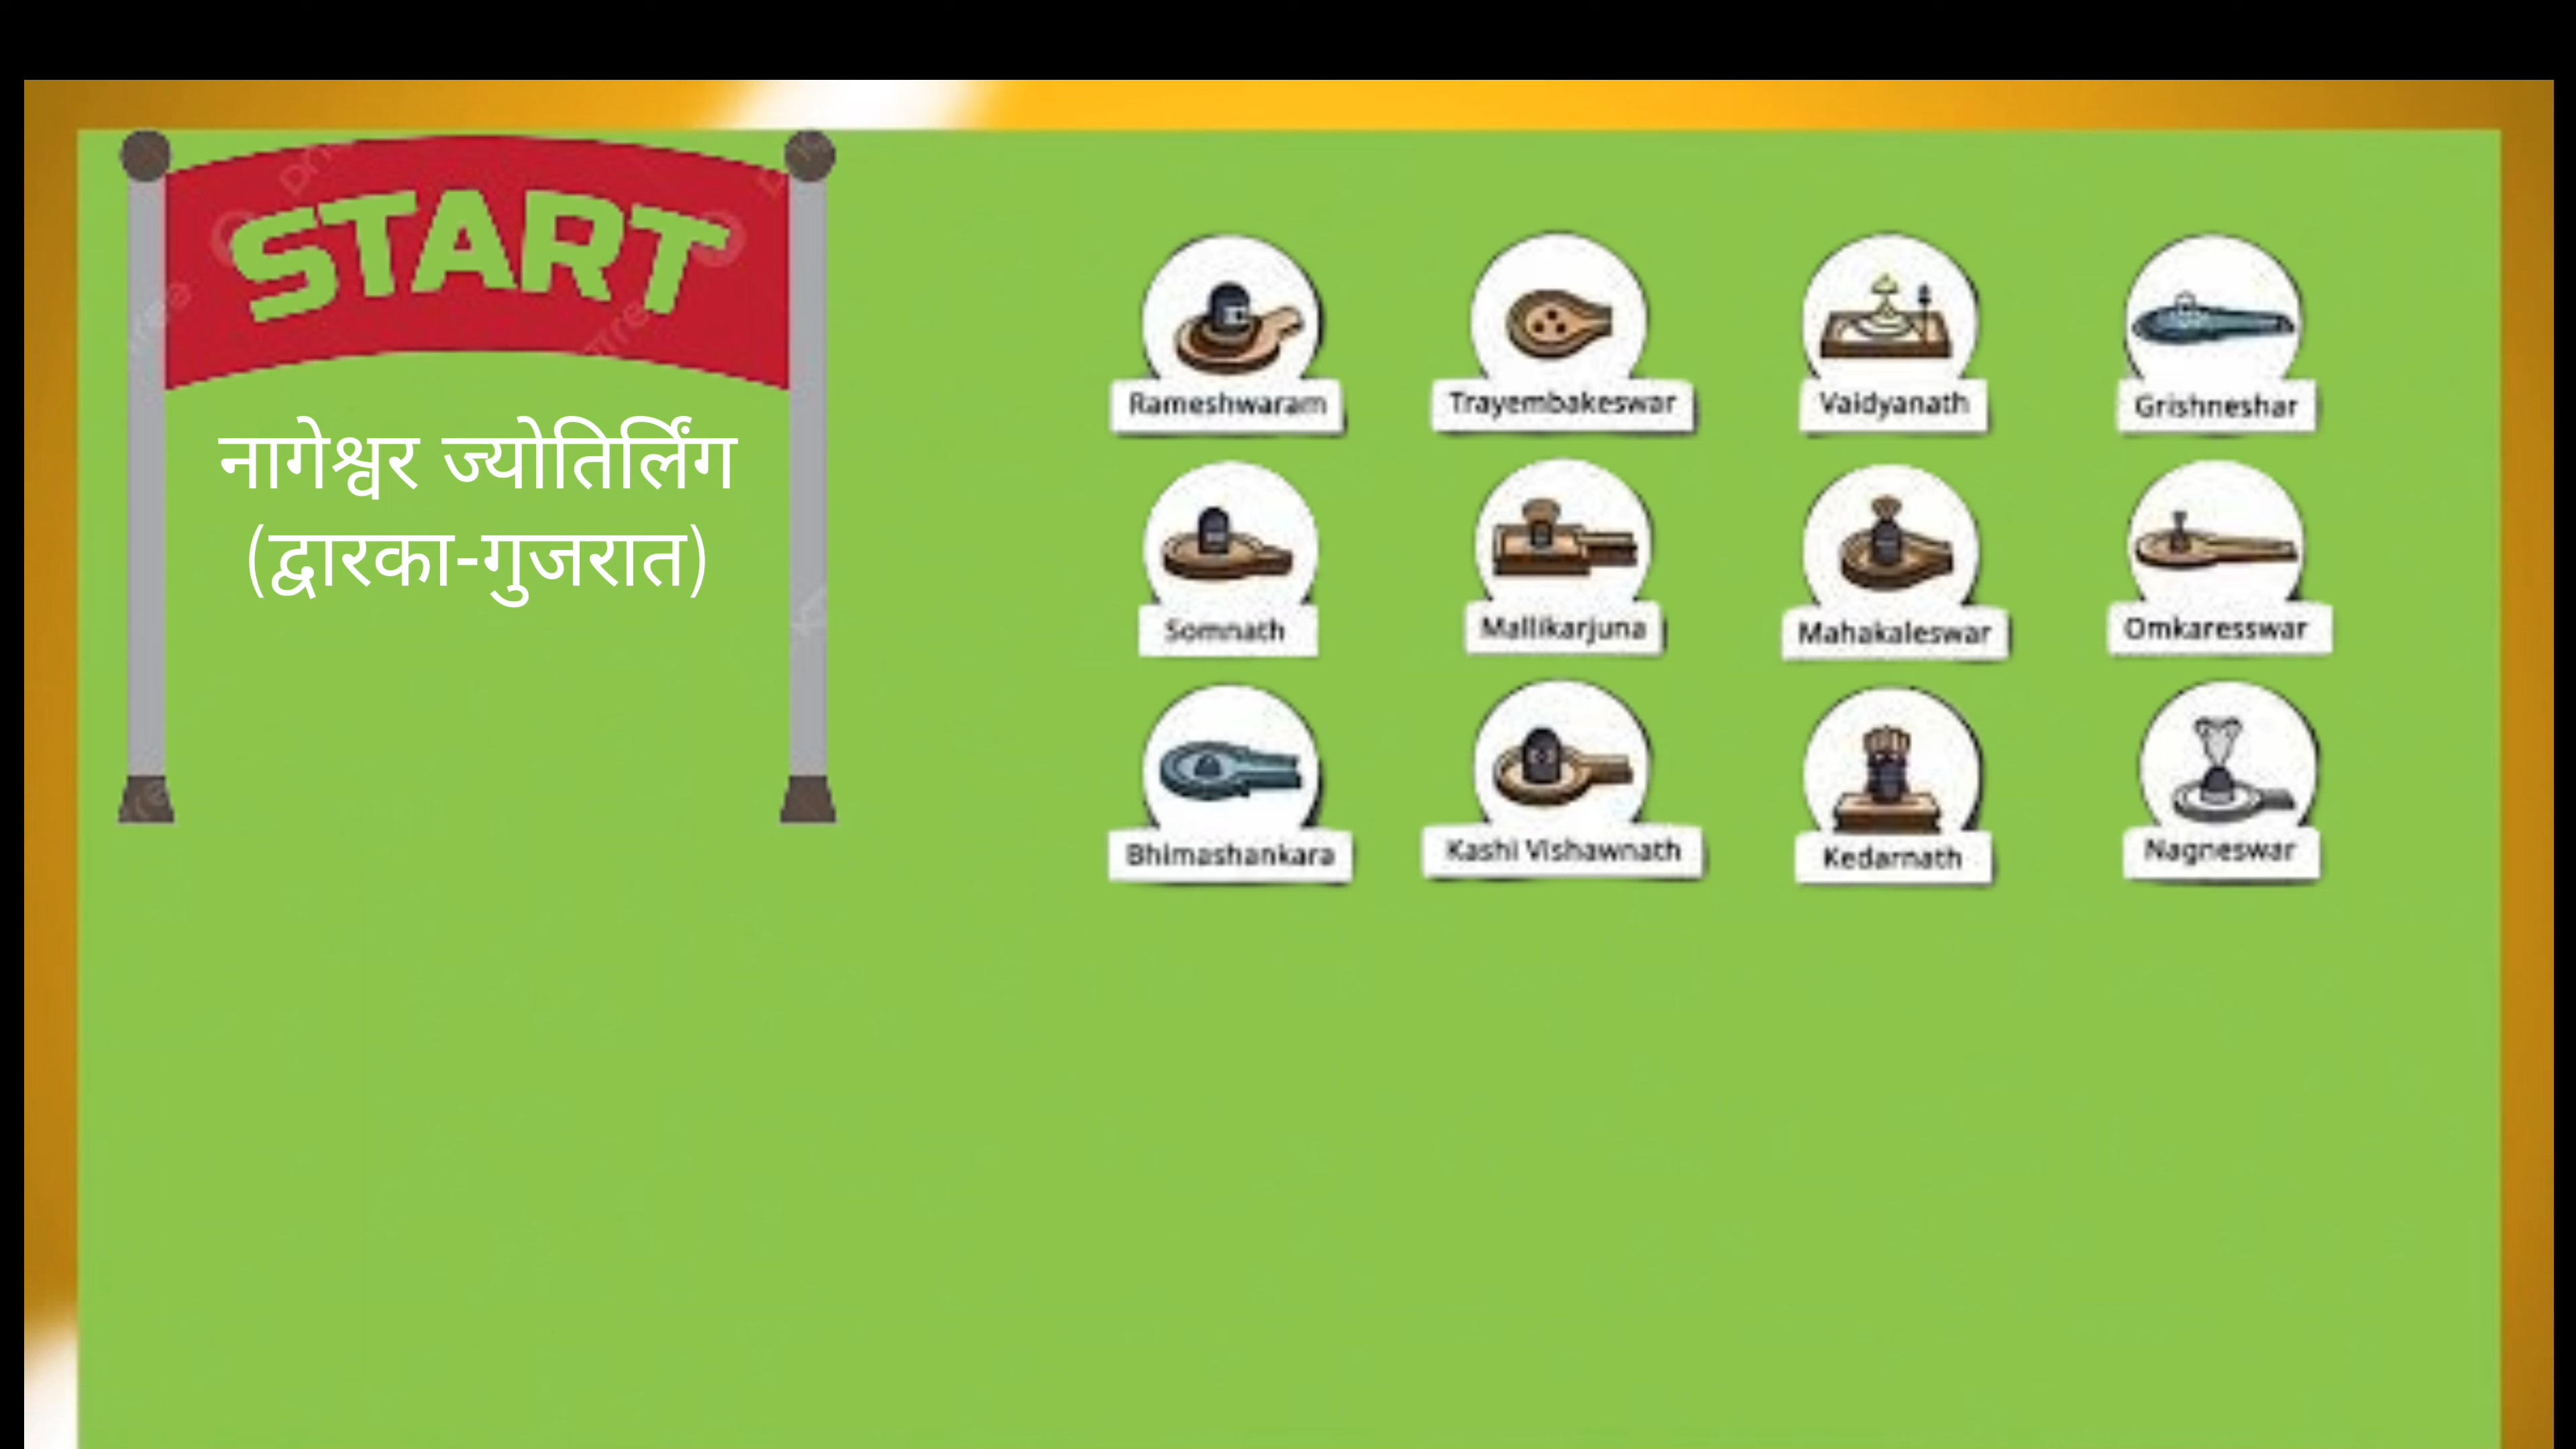 START
नागेश्वर ज्योतिर्लिंग
(द्वारका-गुजरात)
Rameshwaram
Trayembakeswar
Vaidyanath
Grishneshar
Somnath
Mallikarjuna
Mahakaleswar
Omkaresswar
Bhimashankara
Kashi Vishawnath
Kedarnath
Nagneswar